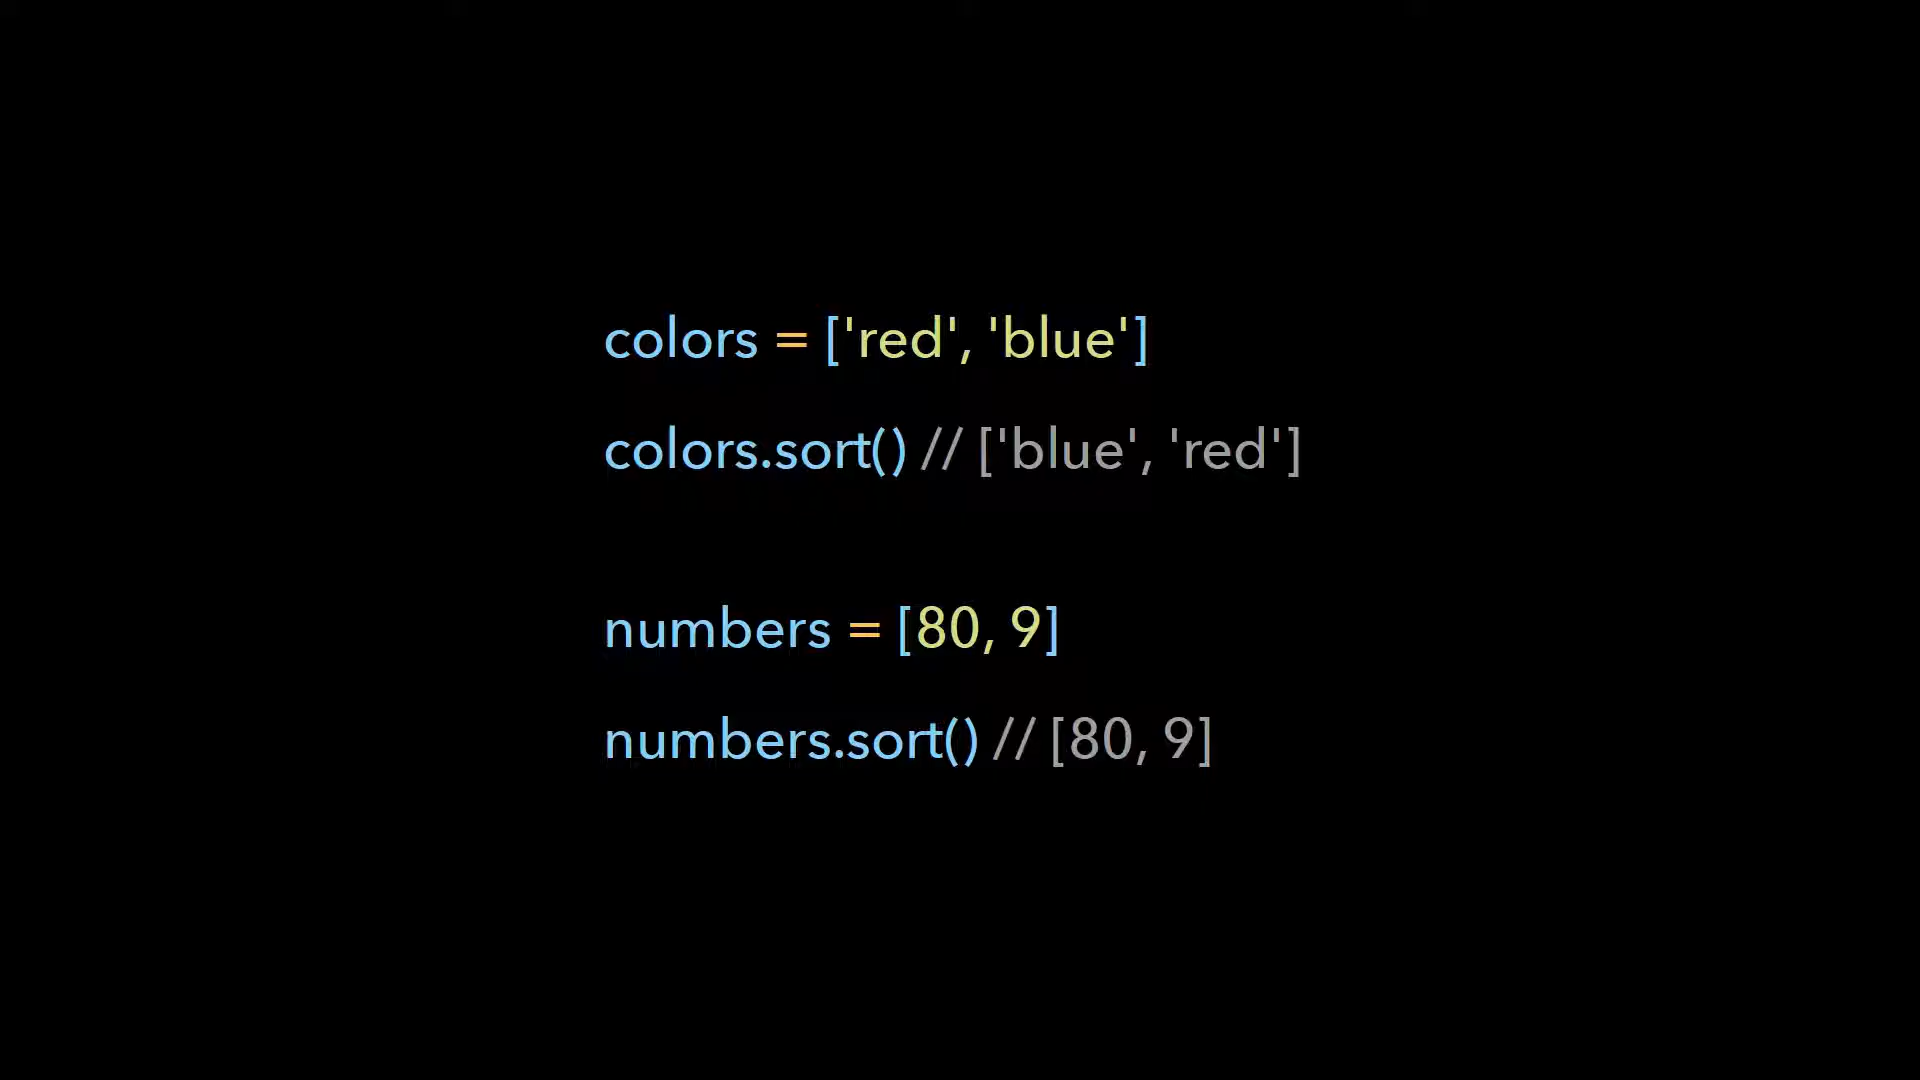 colors = ['red', 'blue']
colors.sort() // ['blue', 'red']
numbers = [80, 9]
numbers.sort() // [80, 9]